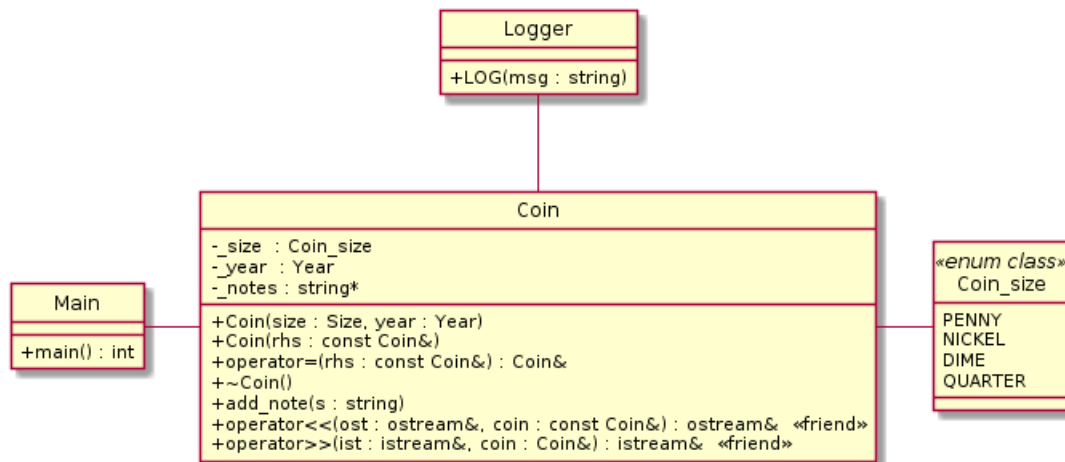 Logger
+LOG(msg : string)
Coin
-_size : Coin_size
-_year : Year
-_notes : string*
+Coin(size : Size, year : Year)
+Coin(rhs : const Coin&)
+operator=(rhs : const Coin&) : Coin&
+~Coin()
+add_note(s : string)
+operator<<(ost : ostream&, coin : const Coin&) : ostream& «friend»
+operator>>(ist : istream&, coin : Coin&) : istream& «friend»
Main
+main() : int
«enum class»
Coin_size
PENNY
NICKEL
DIME
QUARTER